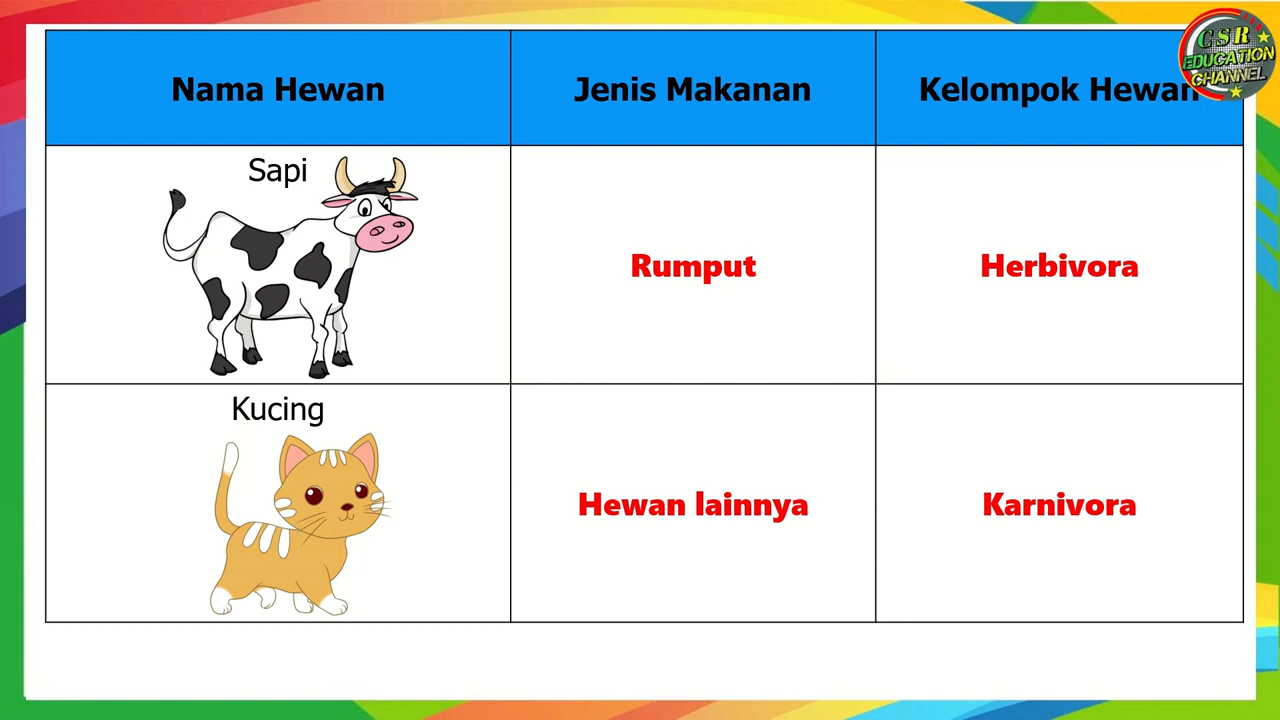 Nama Hewan
Jenis Makanan
Kelompok Hewan
CSR
EDUCATION
CHANNEL
Sapi
Rumput
Herbivora
Kucing
Hewan lainnya
Karnivora